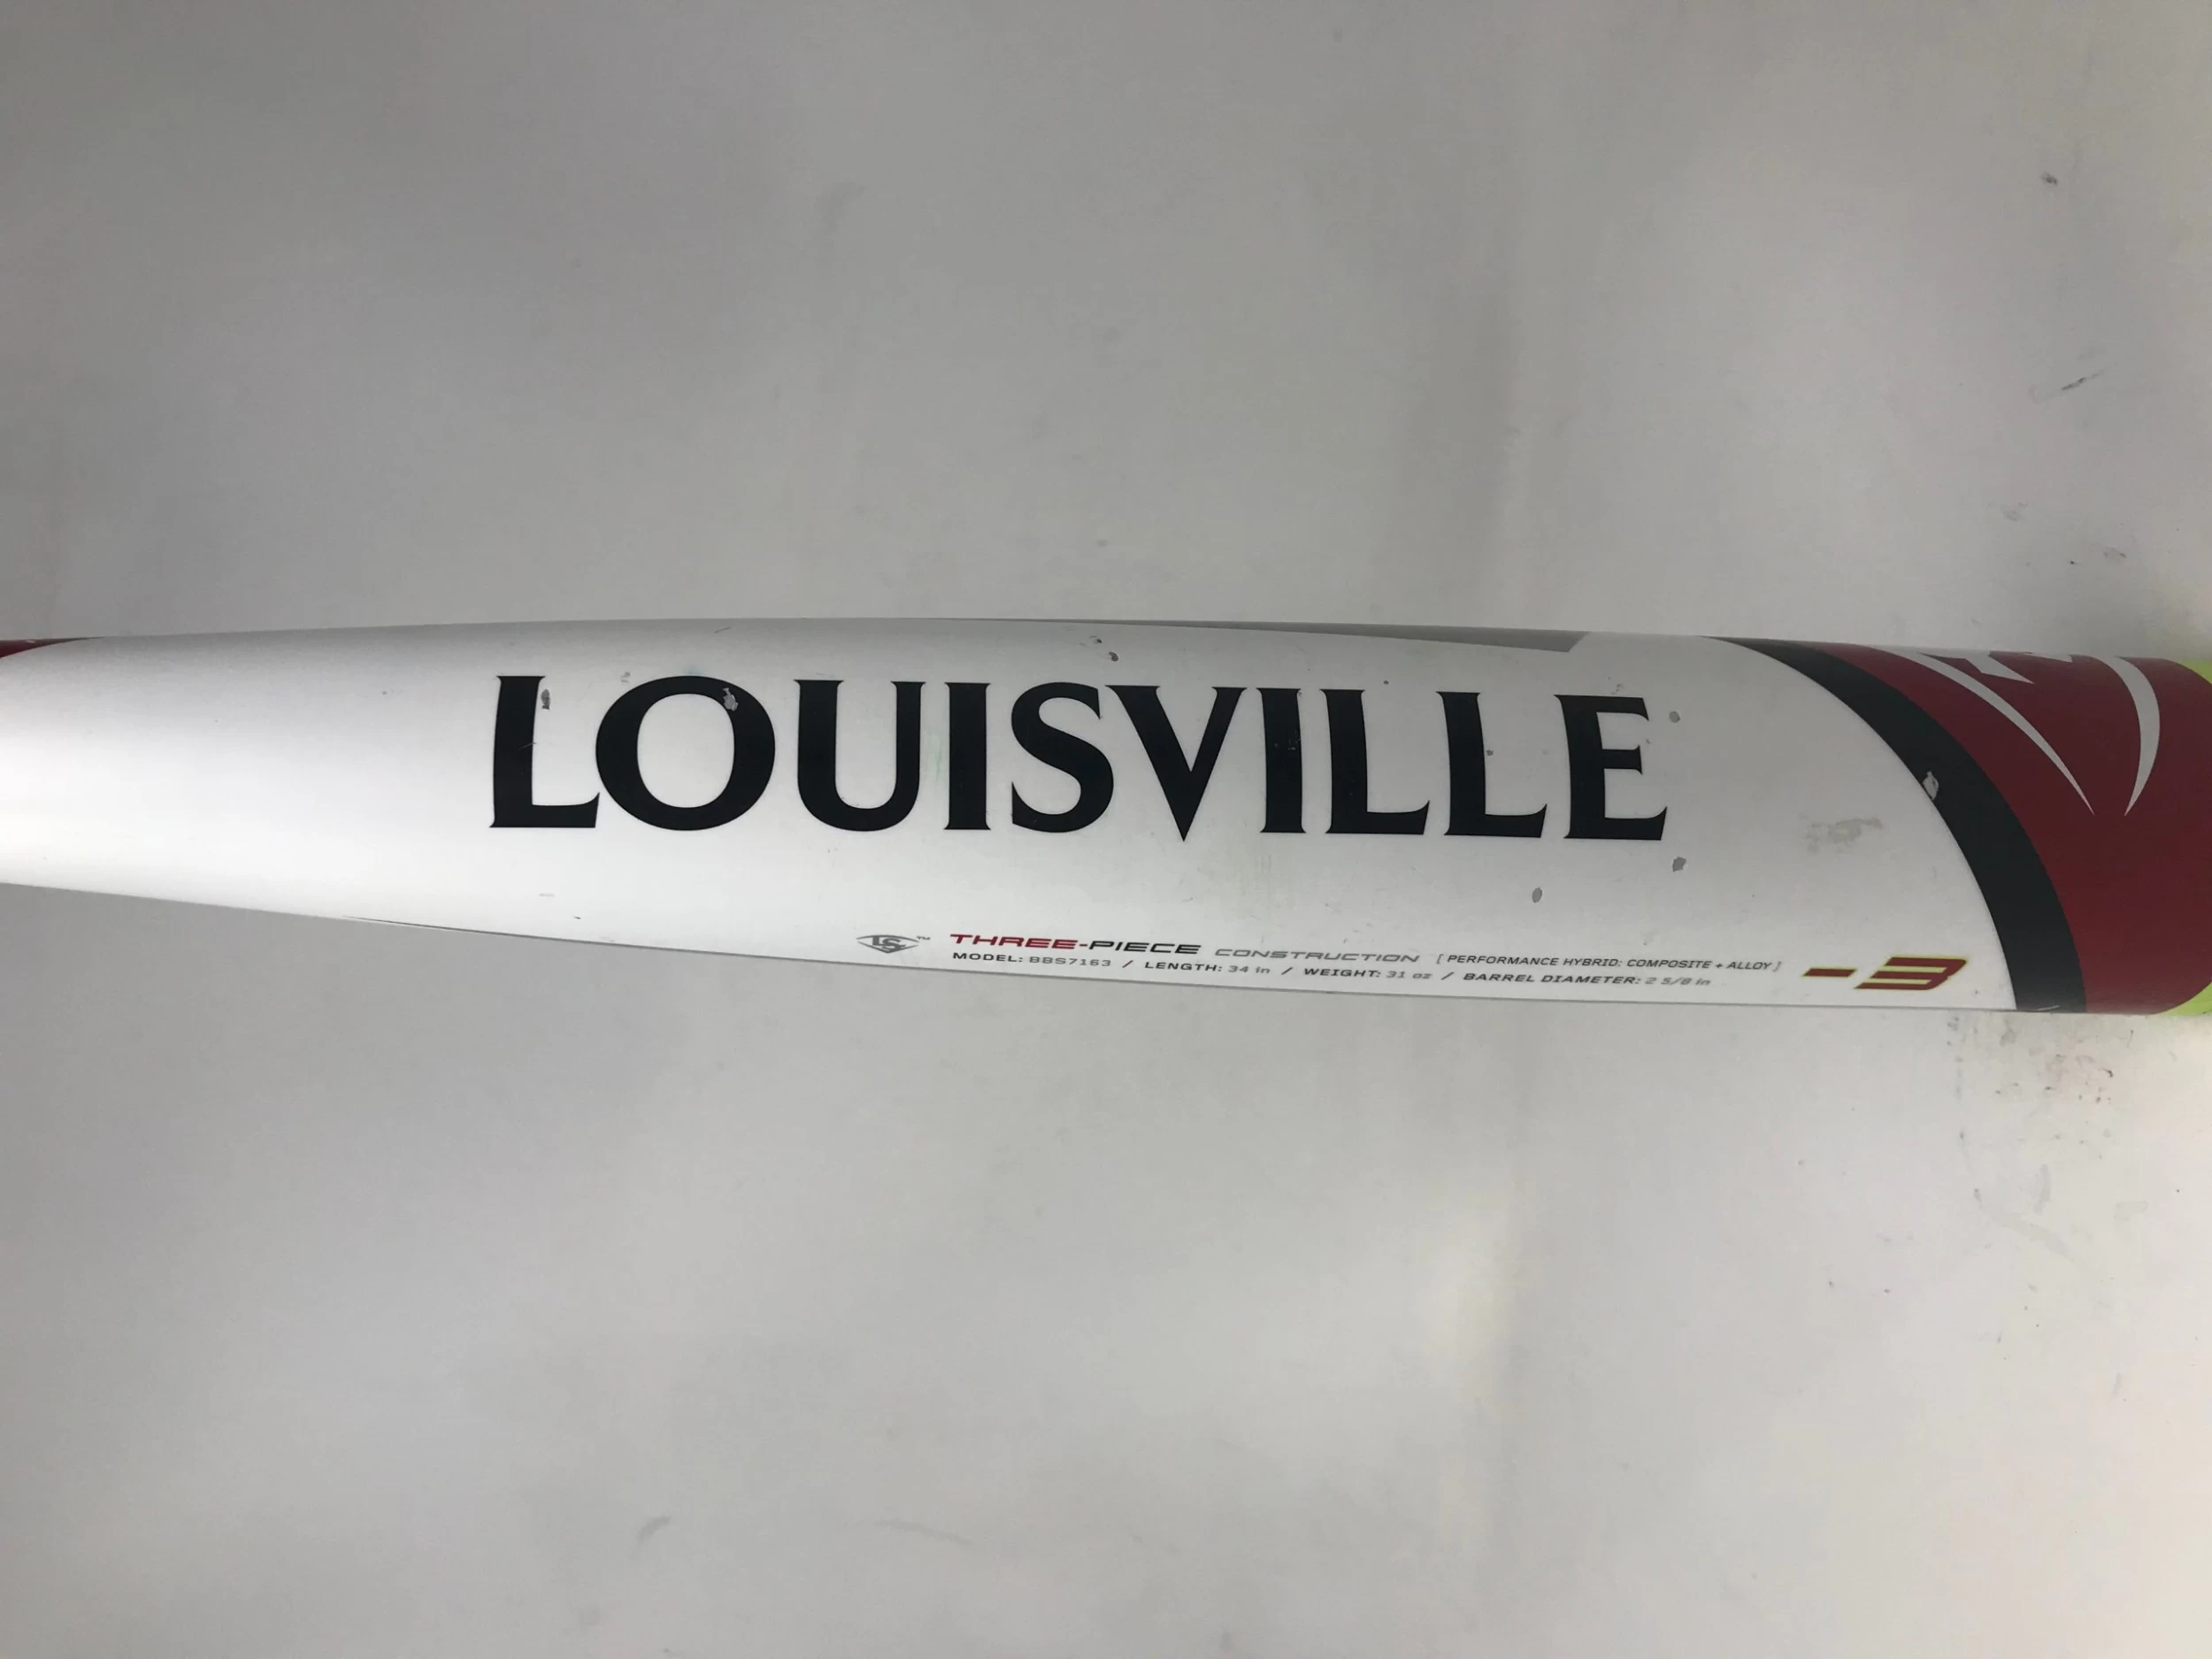 LOUISVILLE
LS™ THREE-PIECE CONSTRUCTION [ PERFORMANCE HYBRID: COMPOSITE + ALLOY ]
MODEL: BBS7163 / LENGTH: 34 in / WEIGHT: 31 oz / BARREL DIAMETER: 2 5/8 in
-3